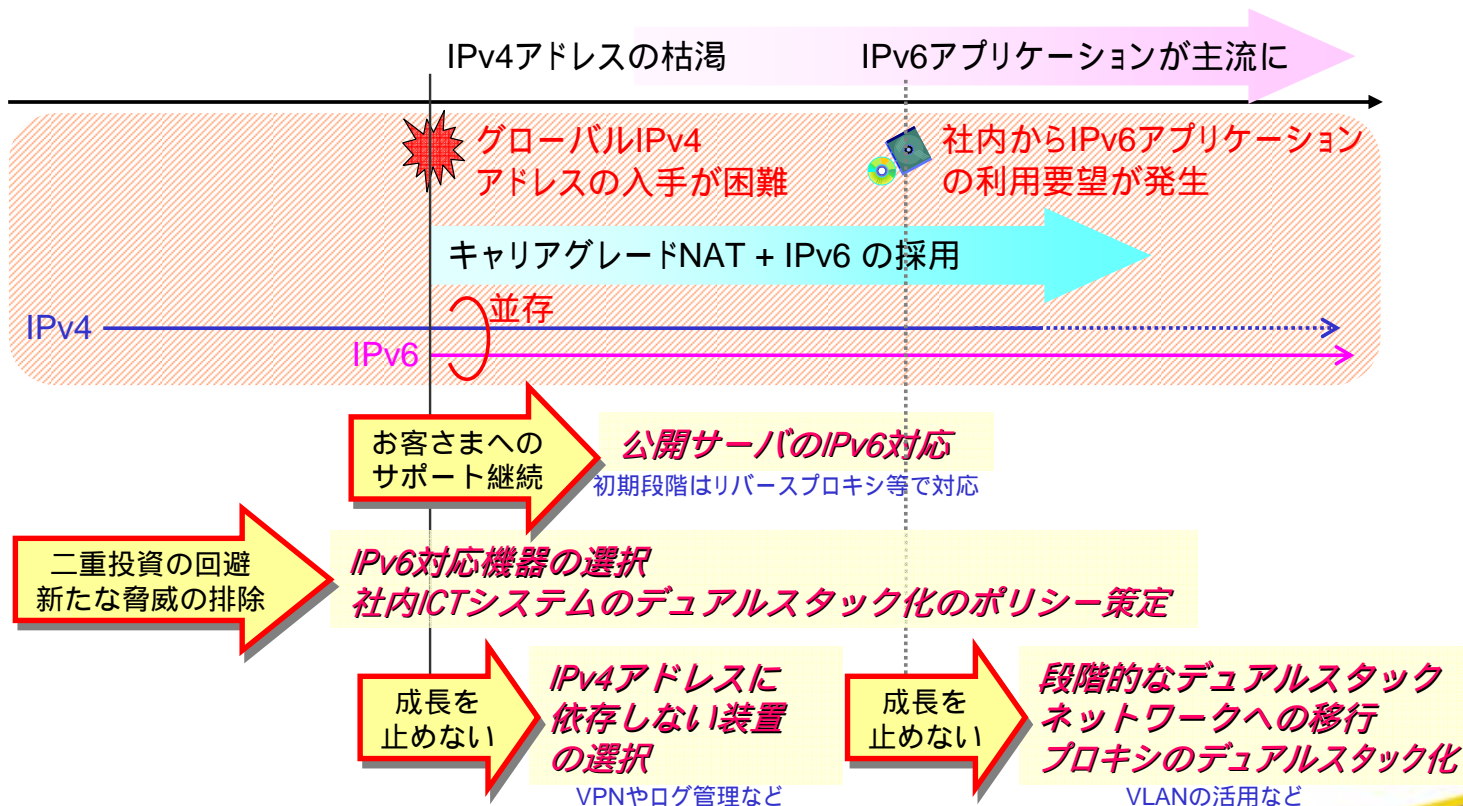 IPv4アドレスの枯渇
IPv6アプリケーションが主流に
グローバルIPv4
アドレスの入手が困難
社内からIPv6アプリケーション
の利用要望が発生
キャリアグレードNAT + IPv6 の採用
並存
IPv4
IPv6
お客さまへの
サポート継続
公開サーバのIPv6対応
初期段階はリバースプロキシ等で対応
二重投資の回避
新たな脅威の排除
IPv6対応機器の選択
社内ICTシステムのデュアルスタック化のポリシー策定
成長を
止めない
IPv4アドレスに
依存しない装置
の選択
VPNやログ管理など
成長を
止めない
段階的なデュアルスタック
ネットワークへの移行
プロキシのデュアルスタック化
VLANの活用など